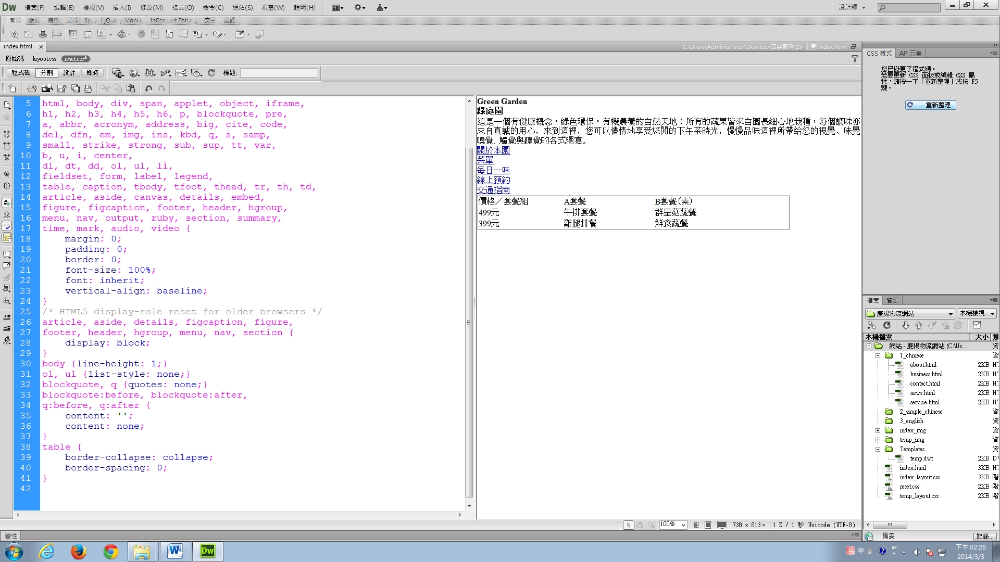 Dw 檔案(F) 編輯(E) 檢視(V) 插入(I) 修改(M) 格式(O) 命令(C) 網站(S) 視窗(W) 說明(H) 設計師
常用 版面 表單 資料 Spry jQuery Mobile InContext Editing 文字 最愛
index.html
C:\Users\Administrator\Desktop\自製範例\15-重置\index.html
原始碼 layout.css reset.css*
程式碼 分割 設計 即時 標題:
5 html, body, div, span, applet, object, iframe,
6 h1, h2, h3, h4, h5, h6, p, blockquote, pre,
7 a, abbr, acronym, address, big, cite, code,
8 del, dfn, em, img, ins, kbd, q, s, samp,
9 small, strike, strong, sub, sup, tt, var,
10 b, u, i, center,
11 dl, dt, dd, ol, ul, li,
12 fieldset, form, label, legend,
13 table, caption, tbody, tfoot, thead, tr, th, td,
14 article, aside, canvas, details, embed,
15 figure, figcaption, footer, header, hgroup,
16 menu, nav, output, ruby, section, summary,
17 time, mark, audio, video {
18 margin: 0;
19 padding: 0;
20 border: 0;
21 font-size: 100%;
22 font: inherit;
23 vertical-align: baseline;
24 }
25 /* HTML5 display-role reset for older browsers */
26 article, aside, details, figcaption, figure,
27 footer, header, hgroup, menu, nav, section {
28 display: block;
29 }
30 body {line-height: 1;}
31 ol, ul {list-style: none;}
32 blockquote, q {quotes: none;}
33 blockquote:before, blockquote:after,
34 q:before, q:after {
35 content: '';
36 content: none;
37 }
38 table {
39 border-collapse: collapse;
40 border-spacing: 0;
41 }
42
Green Garden
綠庭園
這是一個有健康概念‧綠色環保‧有機農養的自然天地；所有的蔬果皆來自園長細心地栽種，每個調味亦
來自真誠的用心，來到這裡，您可以儘情地享受悠閒的下午茶時光，慢慢品味這裡所帶給您的視覺、味覺
嗅覺、觸覺與聽覺的各式饗宴。
關於本園
菜單
每日一味
線上預約
交通指南
價格／套餐組 A套餐 B套餐(素)
499元 牛排套餐 群星菇蔬餐
399元 雞腿排餐 鮮食蔬餐
100% 738 x 813 1 K / 1 秒 Unicode (UTF-8)
屬性
CSS 樣式 AP 元素
您已變更了程式碼。
若要更新 CSS 面板或編輯 CSS 屬
性，請按一下「重新整理」或按 F5
鍵。
重新整理
檔案 資源
慶揚物流網站 本機檢視
本機檔案 大小 類
網站 - 慶揚物流網站 (C:\Us... 資
1_chinese 資
about.html 2KB H
business.html 2KB H
contact.html 2KB H
news.html 2KB H
service.html 2KB H
2_simple_chinese 資
3_english 資
index_img 資
temp_img 資
Templates 資
temp.dwt 2KB D
index.html 3KB H
index_layout.css 3KB 階
reset.css 2KB 階
temp_layout.css 2KB 階
備妥 記錄...
W Dw 易 中
下午 02:26
2014/3/3